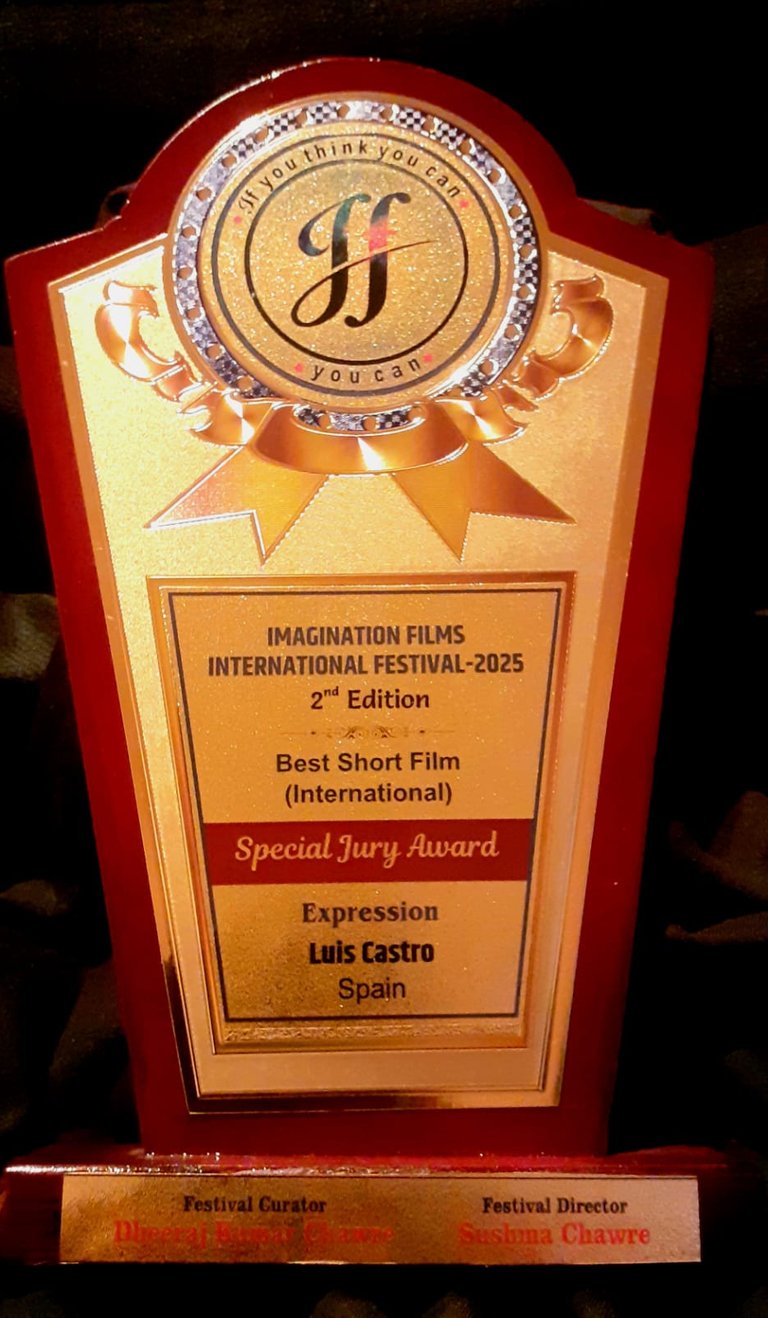 If you think you can
you can
IMAGINATION FILMS
INTERNATIONAL FESTIVAL-2025
2nd Edition
Best Short Film
(International)
Special Jury Award
Expression
Luis Castro
Spain
Festival Curator
Dheeraj Kumar Chawre
Festival Director
Sushma Chawre